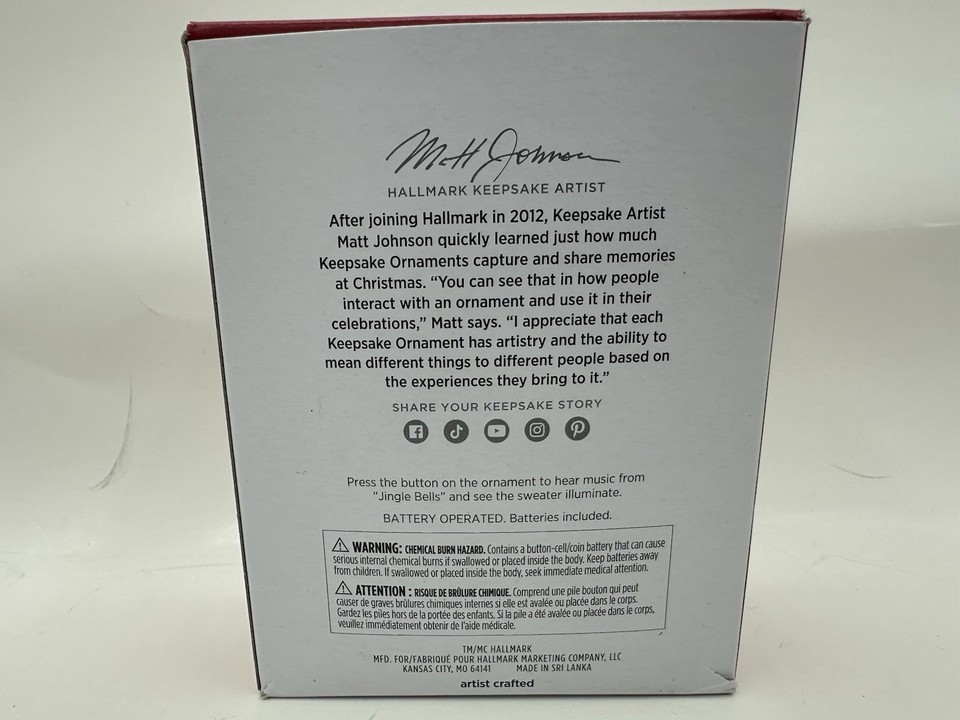 Matt Johnson
HALLMARK KEEPSAKE ARTIST
After joining Hallmark in 2012, Keepsake Artist
Matt Johnson quickly learned just how much
Keepsake Ornaments capture and share memories
at Christmas. “You can see that in how people
interact with an ornament and use it in their
celebrations,” Matt says. “I appreciate that each
Keepsake Ornament has artistry and the ability to
mean different things to different people based on
the experiences they bring to it.”
SHARE YOUR KEEPSAKE STORY
Press the button on the ornament to hear music from
"Jingle Bells" and see the sweater illuminate.
BATTERY OPERATED. Batteries included.
WARNING: CHEMICAL BURN HAZARD. Contains a button-cell/coin battery that can cause
serious internal chemical burns if swallowed or placed inside the body. Keep batteries away
from children. If swallowed or placed inside the body, seek immediate medical attention.
ATTENTION : RISQUE DE BRÛLURE CHIMIQUE. Comprend une pile bouton qui peut
causer de graves brûlures chimiques internes si elle est avalée ou placée dans le corps.
Gardez les piles hors de la portée des enfants. Si la pile a été avalée ou placée dans le corps,
veuillez immédiatement obtenir de l'aide médicale.
TM/MC HALLMARK
MFD. FOR/FABRIQUÉ POUR HALLMARK MARKETING COMPANY, LLC
KANSAS CITY, MO 64141 MADE IN SRI LANKA
artist crafted